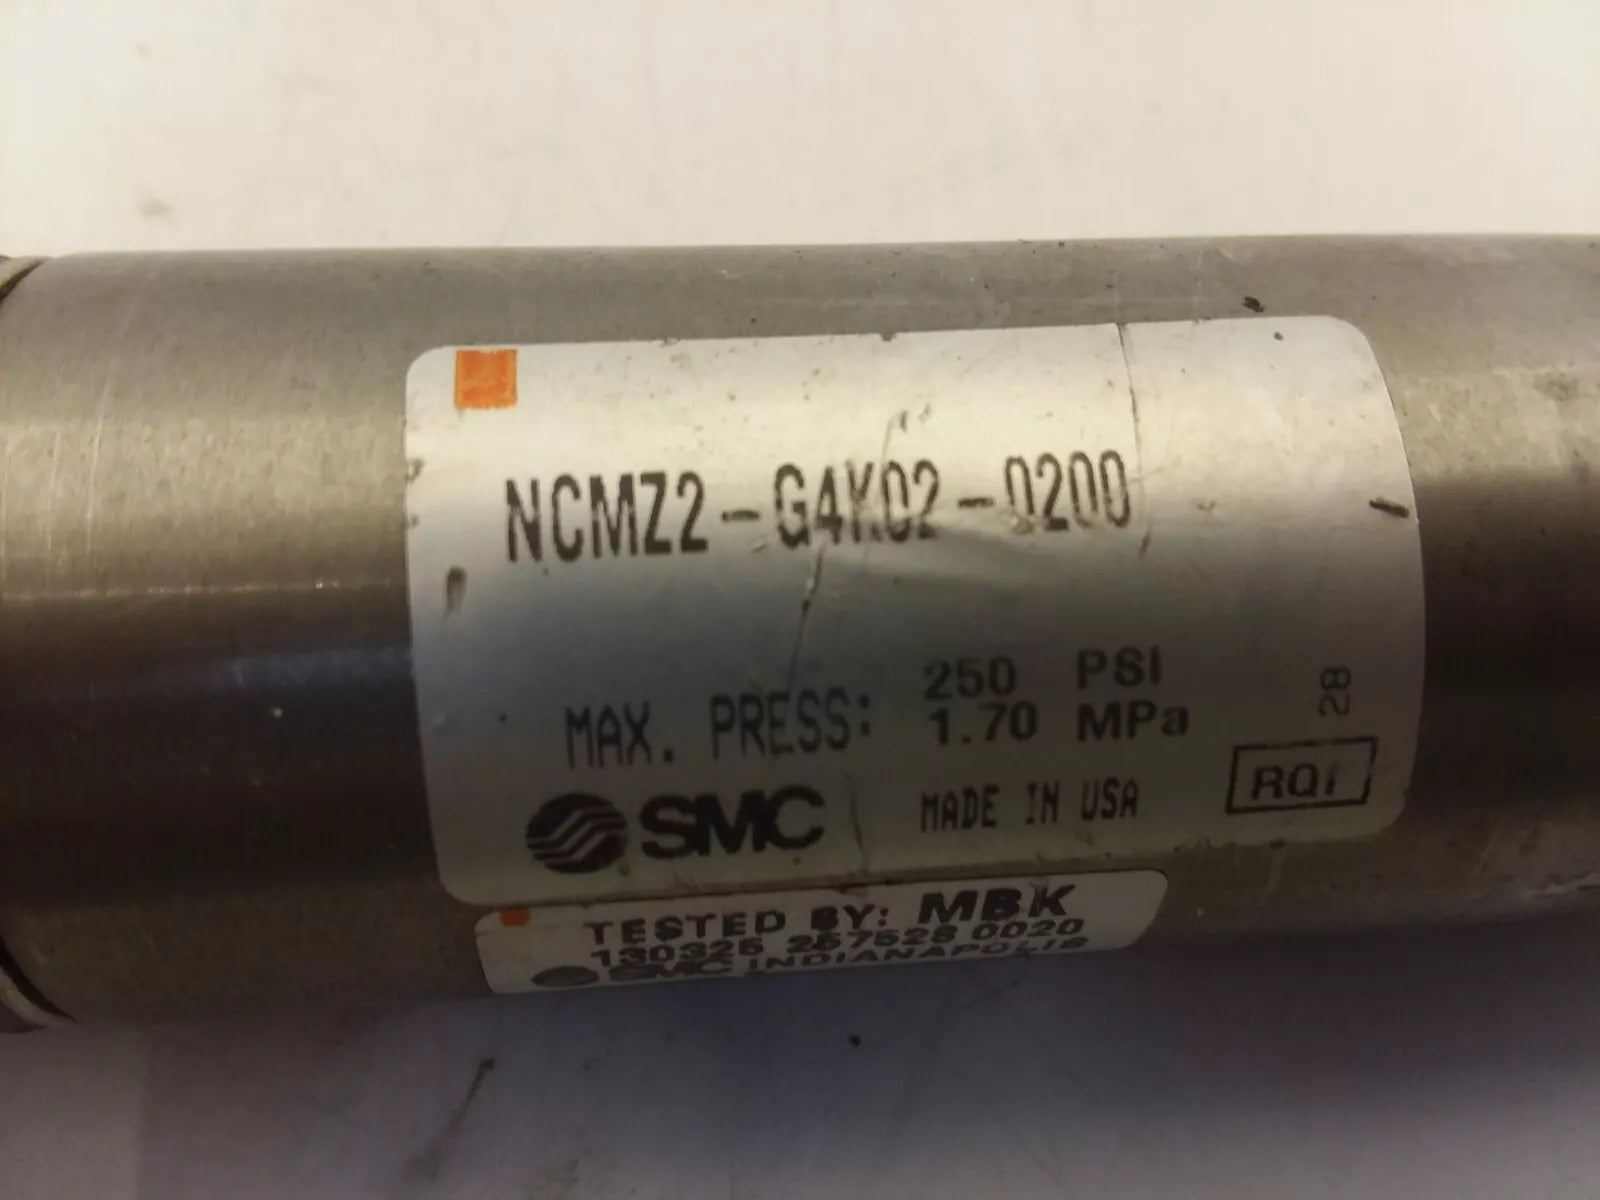 NCMZ2-G4K02-0200
250 PSI
MAX. PRESS: 1.70 MPa
28
SMC MADE IN USA RQI
TESTED BY: MBK
130325 257528 0020
SMC INDIANAPOLIS